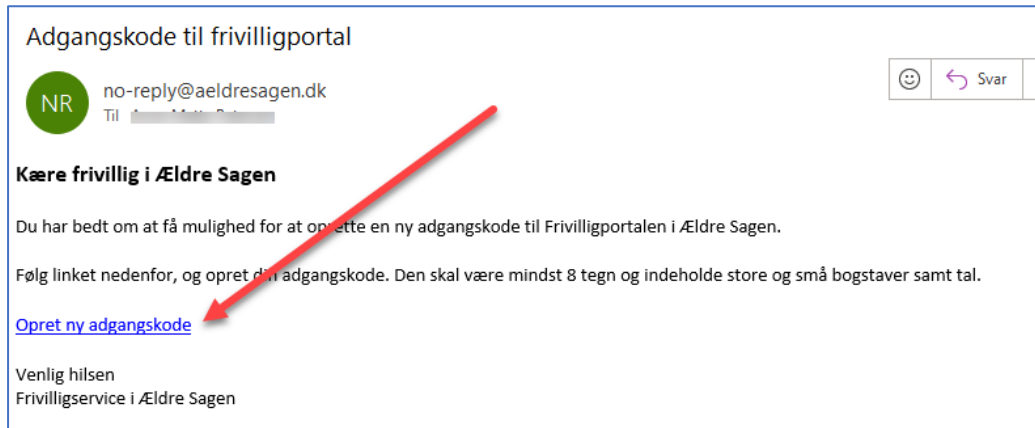 Adgangskode til frivilligportal
NR
no-reply@aeldresagen.dk
Svar
Til
Kære frivillig i Ældre Sagen
Du har bedt om at få mulighed for at oprette en ny adgangskode til Frivilligportalen i Ældre Sagen.
Følg linket nedenfor, og opret din adgangskode. Den skal være mindst 8 tegn og indeholde store og små bogstaver samt tal.
Opret ny adgangskode
Venlig hilsen
Frivilligservice i Ældre Sagen